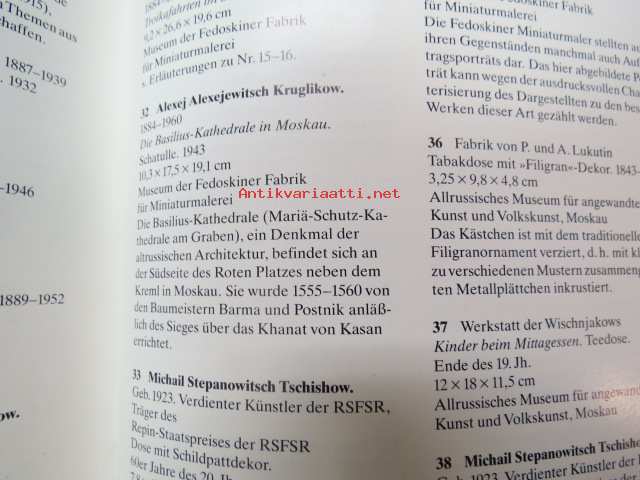 1915),
Themen aus
chaffen.
1887–1939
. 1932
–1946
1889–1952
ow.
1884–
Troikafahrten im
4,2 × 26,6 × 19,6 cm
Museum der Fedoskiner Fabrik
für Miniaturmalerei
s. Erläuterungen zu Nr. 15–16.
32 Alexej Alexejewitsch Kruglikow.
1884–1960
Die Basilius-Kathedrale in Moskau.
Schatulle. 1943
10,3 × 17,5 × 19,1 cm
Museum der Fedoskiner Fabrik
für Miniaturmalerei
Die Basilius-Kathedrale (Mariä-Schutz-Ka-
thedrale am Graben), ein Denkmal der
altrussischen Architektur, befindet sich an
der Südseite des Roten Platzes neben dem
Kreml in Moskau. Sie wurde 1555–1560 von
den Baumeistern Barma und Postnik anläß-
lich des Sieges über das Khanat von Kasan
errichtet.
33 Michail Stepanowitsch Tschishow.
Geb. 1923. Verdienter Künstler der RSFSR,
Träger des
Repin-Staatspreises der RSFSR
Dose mit Schildpattdekor.
60er Jahre des 20. Jh.
Fedoskiner Fabrik
für Miniaturmalerei
Die Fedoskiner Miniaturmaler stellten au
ihren Gegenständen manchmal auch Auf
tragsporträts dar. Das hier abgebildete Po
trät kann wegen der ausdrucksvollen Cha
terisierung des Dargestellten zu den bes
Werken dieser Art gezählt werden.
36 Fabrik von P. und A. Lukutin
Tabakdose mit »Filigran«-Dekor. 1843–
3,25 × 9,8 × 4,8 cm
Allrussisches Museum für angewandte
Kunst und Volkskunst, Moskau
Das Kästchen ist mit dem traditionelle
Filigranornament verziert, d. h. mit kl
zu verschiedenen Mustern zusammen
ten Metallplättchen inkrustiert.
37 Werkstatt der Wischnjakows
Kinder beim Mittagessen. Teedose.
Ende des 19. Jh.
12 × 18 × 11,5 cm
Allrussisches Museum für angewand
Kunst und Volkskunst, Moskau
38 Michail Stepanowitsch Tschisho
Geb. 1923. Verdienter Künstler der
Antikvariaatti.net